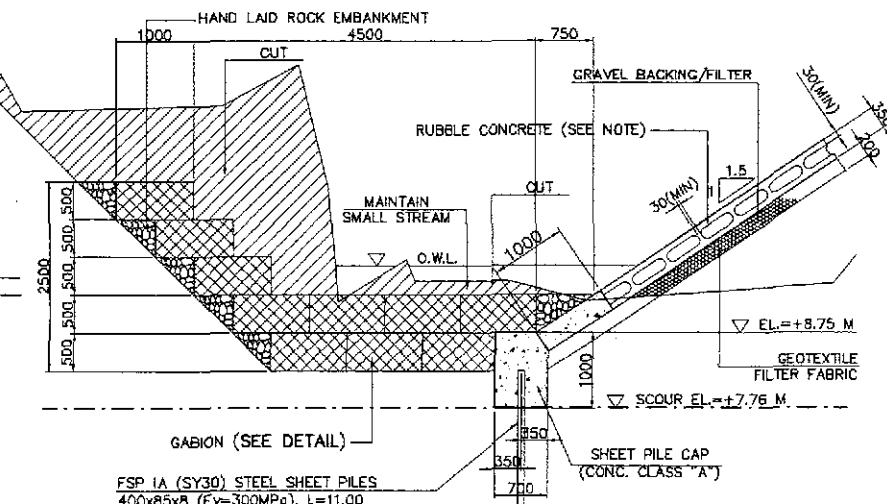 HAND LAID ROCK EMBANKMENT
1000
4500
750
CUT
GRAVEL BACKING/FILTER
30(MIN)
350
200
RUBBLE CONCRETE (SEE NOTE)
1.5
1
CUT
MAINTAIN
SMALL STREAM
30(MIN)
O.W.L.
1000
500
500
500
500
500
2500
EL.=+8.75 M
GEOTEXTILE
FILTER FABRIC
1000
SCOUR EL.=+7.76 M
GABION (SEE DETAIL)
350
350
700
SHEET PILE CAP
(CONC. CLASS "A")
FSP IA (SY30) STEEL SHEET PILES
400x85x8 (Fy=300MPa), L=11.00